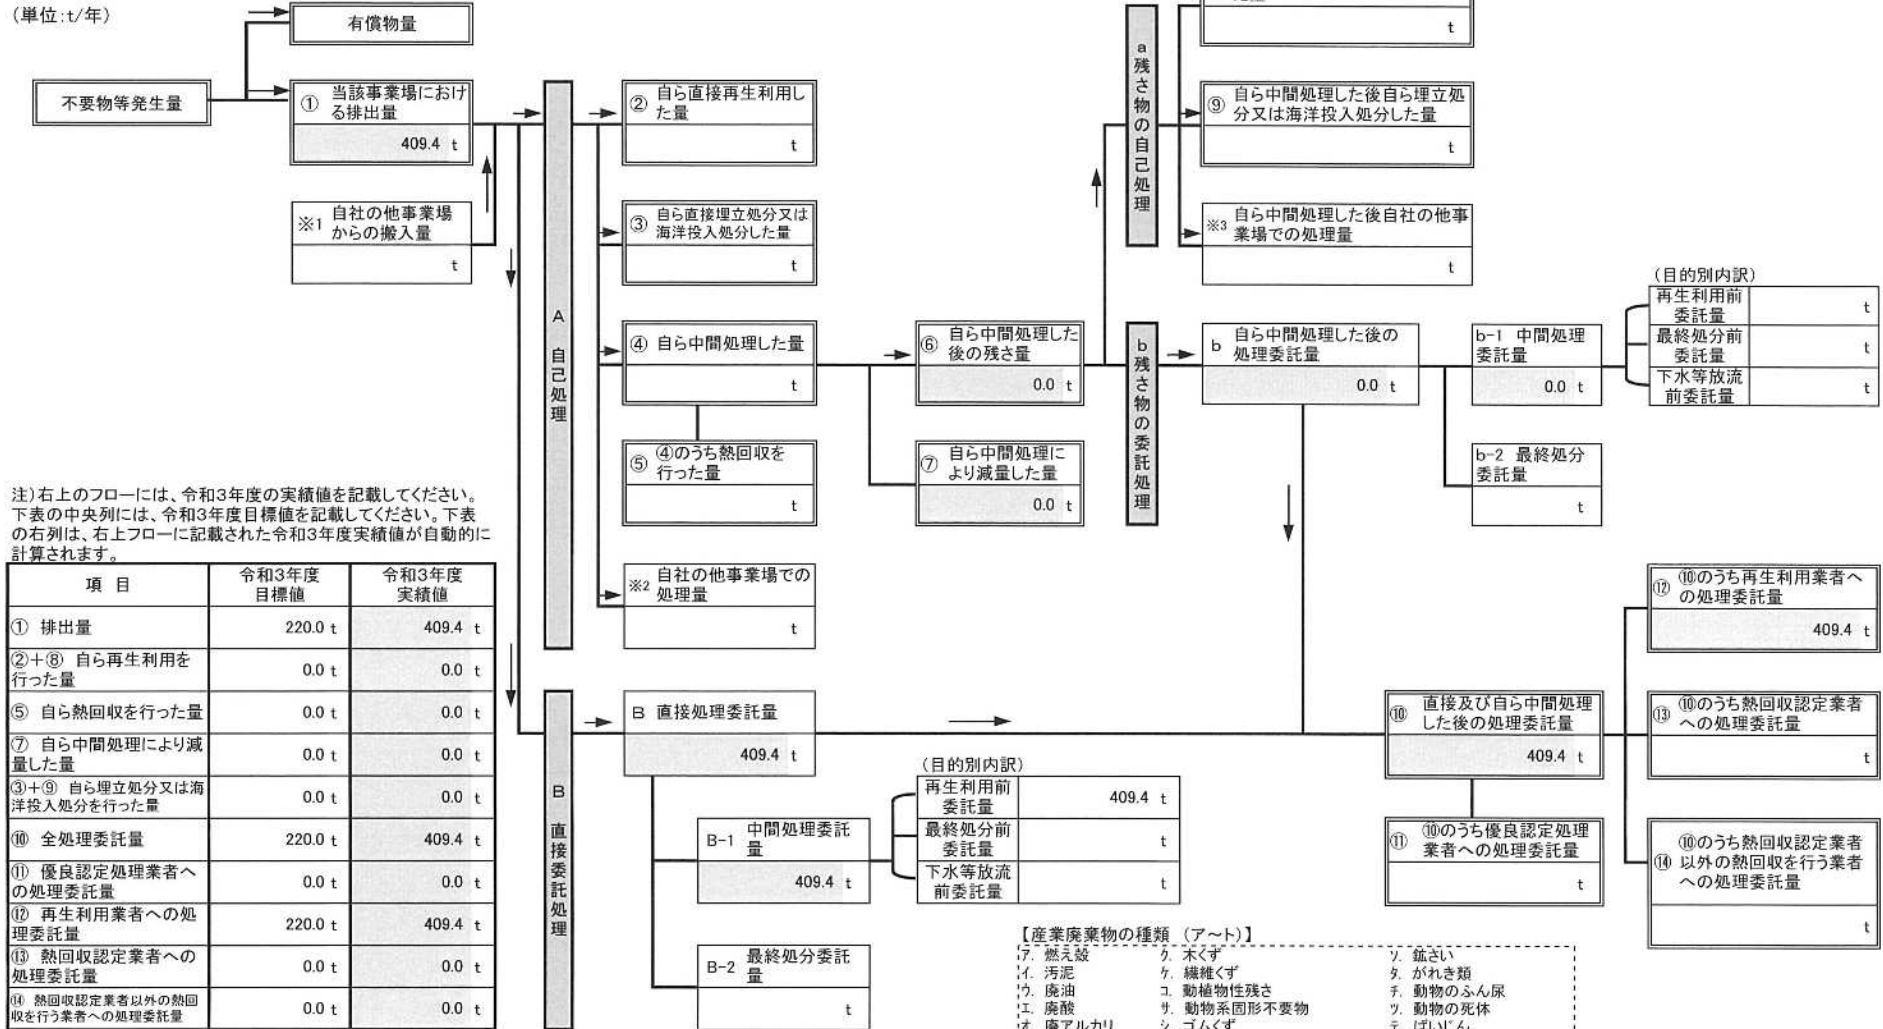 (単位:t/年)
有償物量
不要物等発生量
① 当該事業場におけ
る排出量
409.4 t
※1 自社の他事業場
からの搬入量
t
A 自己処理
② 自ら直接再生利用し
た量
t
③ 自ら直接埋立処分又は
海洋投入処分した量
t
④ 自ら中間処理した量
t
⑤ ④のうち熱回収を
行った量
t
※2 自社の他事業場での
処理量
t
⑥ 自ら中間処理した
後の残さ量
0.0 t
⑦ 自ら中間処理に
より減量した量
0.0 t
a 残さ物の自己処理
t
⑨ 自ら中間処理した後自ら埋立処
分又は海洋投入処分した量
t
※3 自ら中間処理した後自社の他事
業場での処理量
t
b 残さ物の委託処理
b 自ら中間処理した後の
処理委託量
0.0 t
b-1 中間処理
委託量
0.0 t
(目的別内訳)
再生利用前
委託量
t
最終処分前
委託量
t
下水等放流
前委託量
t
b-2 最終処分
委託量
t
注)右上のフローには、令和3年度の実績値を記載してください。
下表の中央列には、令和3年度目標値を記載してください。下表
の右列は、右上フローに記載された令和3年度実績値が自動的に
計算されます。
項 目 令和3年度 令和3年度
目標値 実績値
① 排出量 220.0 t 409.4 t
②+⑧ 自ら再生利用を
行った量 0.0 t 0.0 t
⑤ 自ら熱回収を行った量 0.0 t 0.0 t
⑦ 自ら中間処理により減
量した量 0.0 t 0.0 t
③+⑨ 自ら埋立処分又は海
洋投入処分を行った量 0.0 t 0.0 t
⑩ 全処理委託量 220.0 t 409.4 t
⑪ 優良認定処理業者へ
の処理委託量 0.0 t 0.0 t
⑫ 再生利用業者への処
理委託量 220.0 t 409.4 t
⑬ 熱回収認定業者への
処理委託量 0.0 t 0.0 t
⑭ 熱回収認定業者以外の熱回
収を行う業者への処理委託量 0.0 t 0.0 t
B 直接委託処理
B 直接処理委託量
409.4 t
B-1 中間処理委託
量
409.4 t
(目的別内訳)
再生利用前
委託量
409.4 t
最終処分前
委託量
t
下水等放流
前委託量
t
B-2 最終処分委託
量
t
⑩ 直接及び自ら中間処理
した後の処理委託量
409.4 t
⑪ ⑩のうち優良認定処理
業者への処理委託量
t
⑫ ⑩のうち再生利用業者へ
の処理委託量
409.4 t
⑬ ⑩のうち熱回収認定業者
への処理委託量
t
⑭ ⑩のうち熱回収認定業者
以外の熱回収を行う業者
への処理委託量
t
【産業廃棄物の種類 (ア~ト)】
ア. 燃え殻 ク. 木くず ソ. 鉱さい
イ. 汚泥 ケ. 繊維くず タ. がれき類
ウ. 廃油 コ. 動植物性残さ チ. 動物のふん尿
エ. 廃酸 サ. 動物系固形不要物 ツ. 動物の死体
オ. 廃アルカリ シ. ゴムくず テ. ばいじん